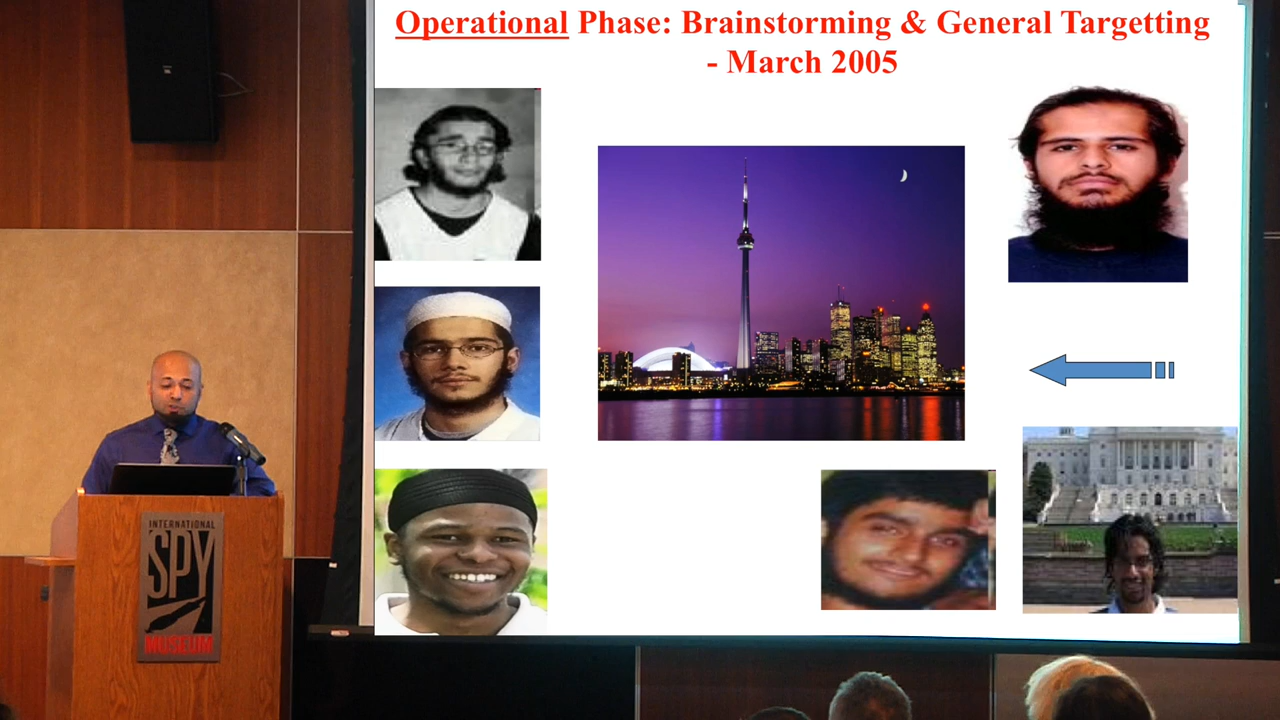 Operational Phase: Brainstorming & General Targetting
- March 2005
INTERNATIONAL
SPY
MUSEUM